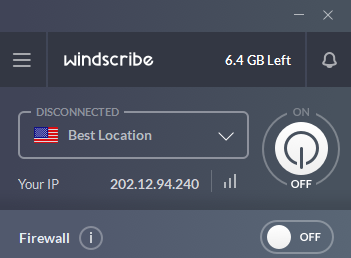 windscribe
6.4 GB Left
DISCONNECTED
Best Location
ON
OFF
Your IP
202.12.94.240
Firewall
i
OFF